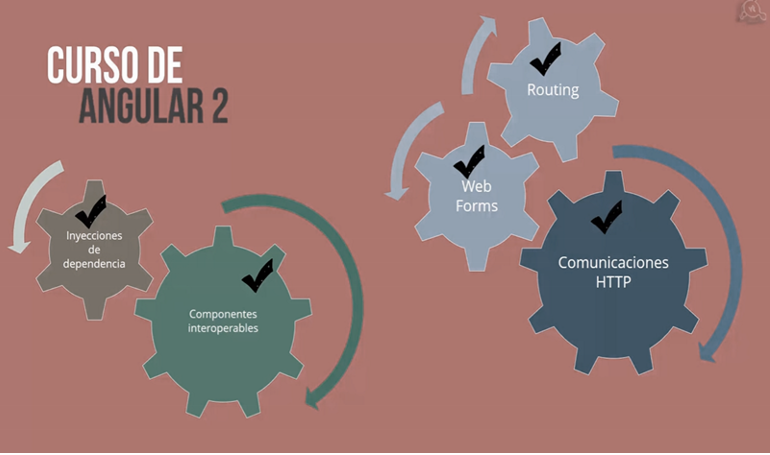 CURSO DE
ANGULAR 2
Routing
Web
Forms
Inyecciones
de
dependencia
Comunicaciones
HTTP
Componentes
interoperables